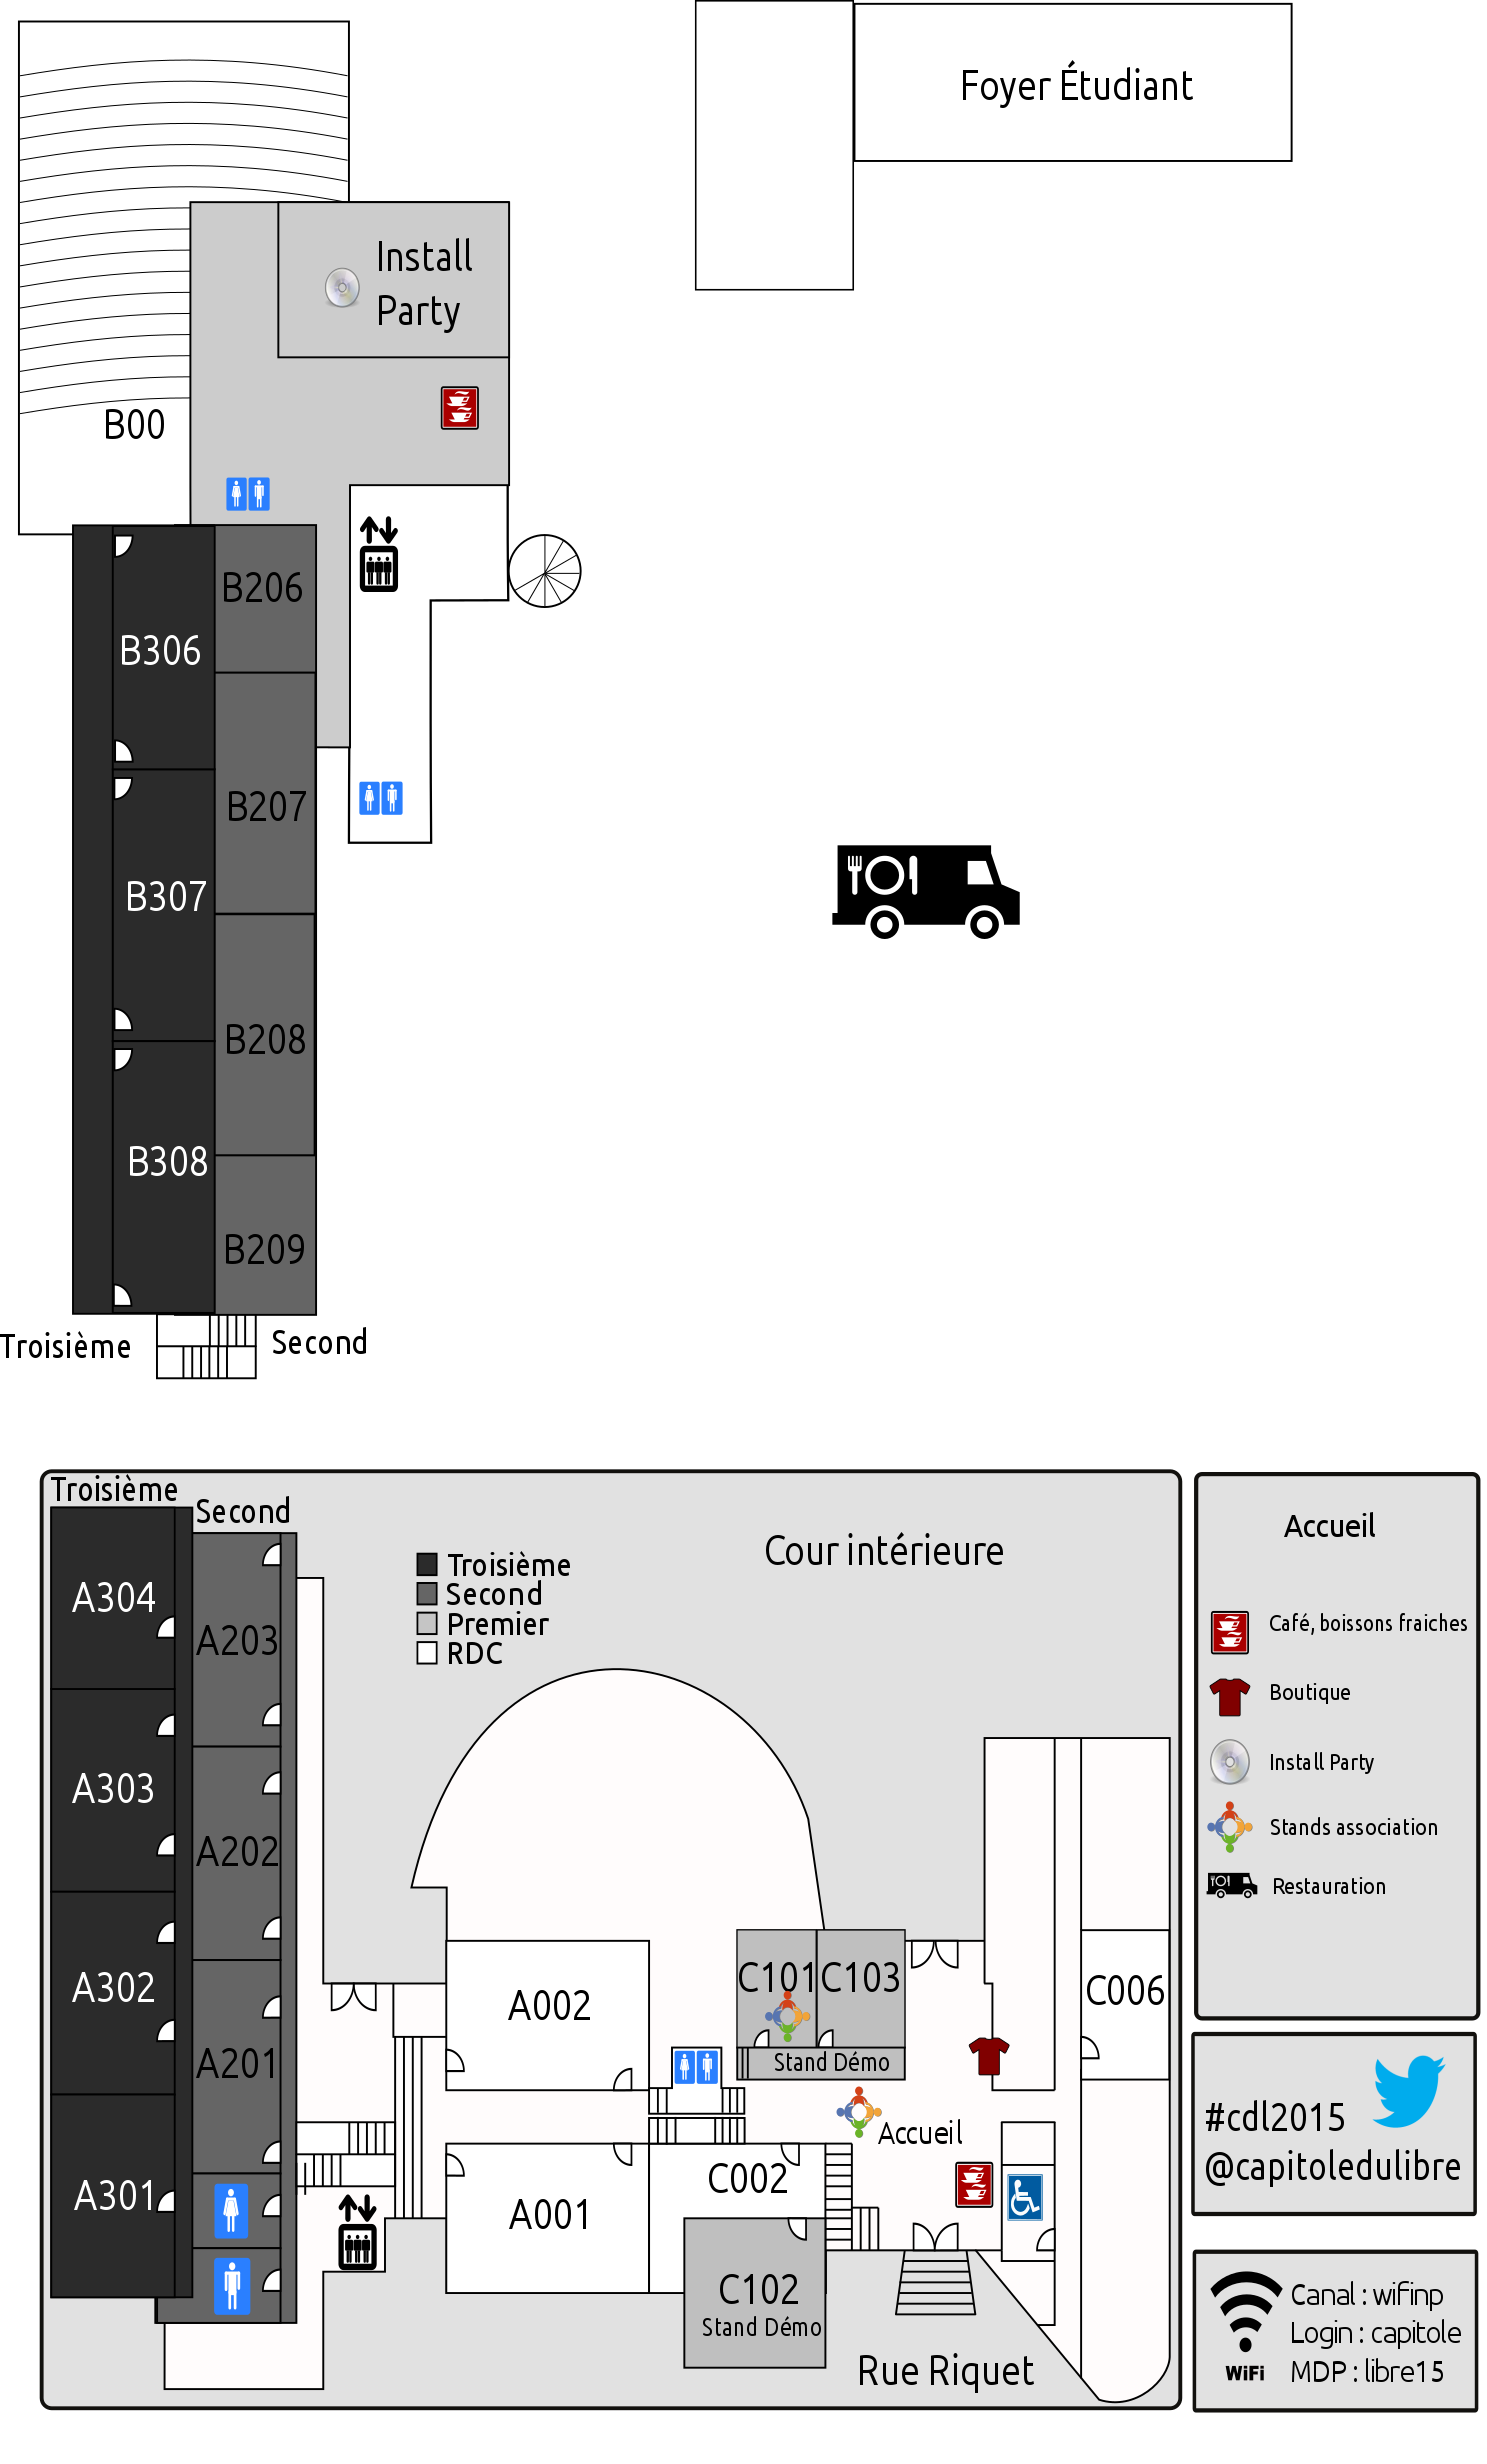 Foyer Étudiant
Install
Party
B00
B206
B306
B207
B307
B208
B308
B209
Troisième
Second
Troisième
Second
A304
A203
A303
A202
A302
A201
A301
Troisième
Second
Premier
RDC
Cour intérieure
A002
C101
C103
Stand Démo
C006
Accueil
C002
A001
C102
Stand Démo
Rue Riquet
Accueil
Café, boissons fraiches
Boutique
Install Party
Stands association
Restauration
#cdl2015
@capitoledulibre
WiFi
Canal : wifinp
Login : capitole
MDP : libre15